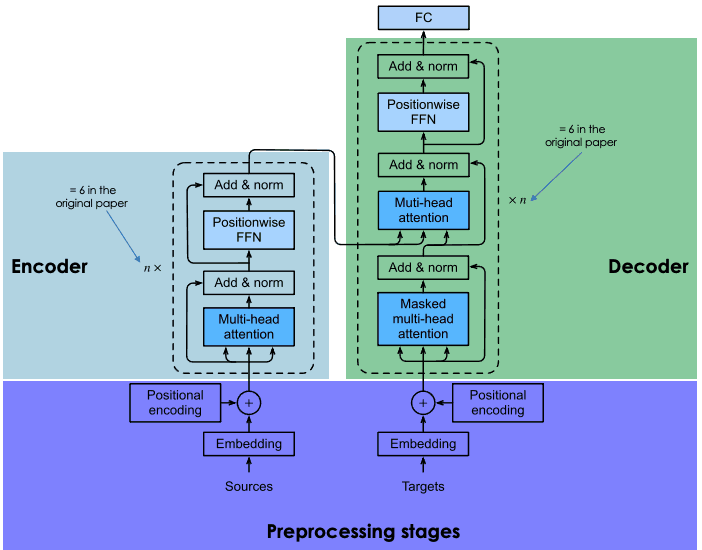 FC
Add & norm
Positionwise
FFN
= 6 in the
original paper
Add & norm
Muti-head
attention
× n
Add & norm
Masked
multi-head
attention
Decoder
= 6 in the
original paper
Add & norm
Positionwise
FFN
Encoder
n ×
Add & norm
Multi-head
attention
Positional
encoding
+
Embedding
Sources
+
Positional
encoding
Embedding
Targets
Preprocessing stages